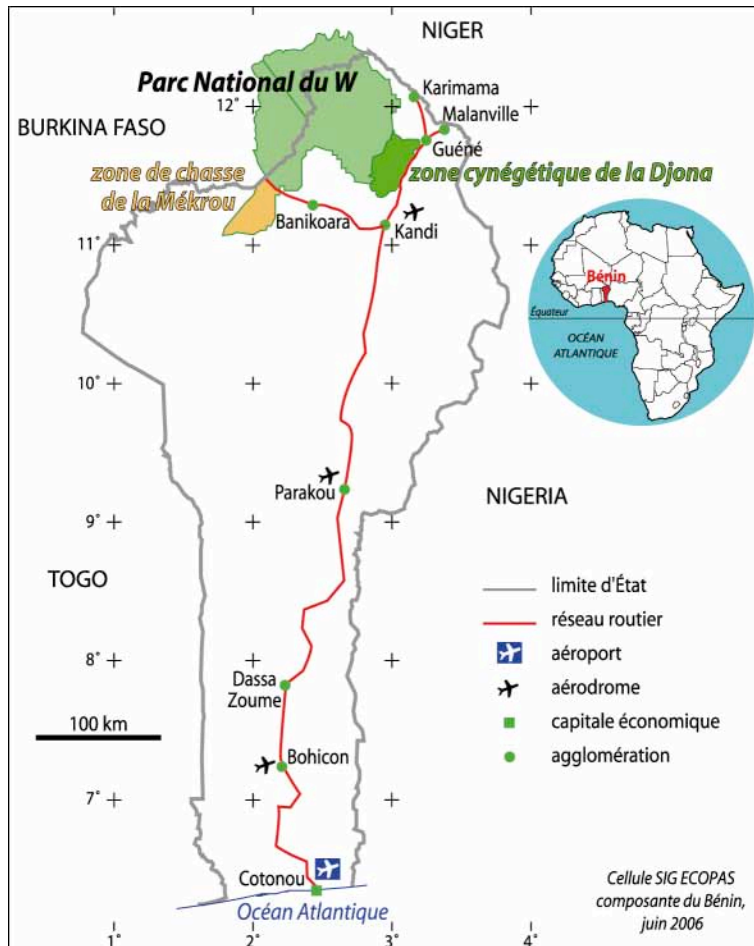 NIGER
Parc National du W
Karimama
12°
Malanville
BURKINA FASO
Guéné
zone de chasse
de la Mékrou
zone cynégétique de la Djona
Banikoara
Kandi
11°
Bénin
Équateur
OCÉAN
ATLANTIQUE
10°
Parakou
NIGERIA
9°
TOGO
limite d'État
réseau routier
8°
aéroport
Dassa
Zoume
aérodrome
100 km
capitale économique
Bohicon
agglomération
7°
Cotonou
Océan Atlantique
Cellule SIG ECOPAS
composante du Bénin,
juin 2006
1°
2°
3°
4°